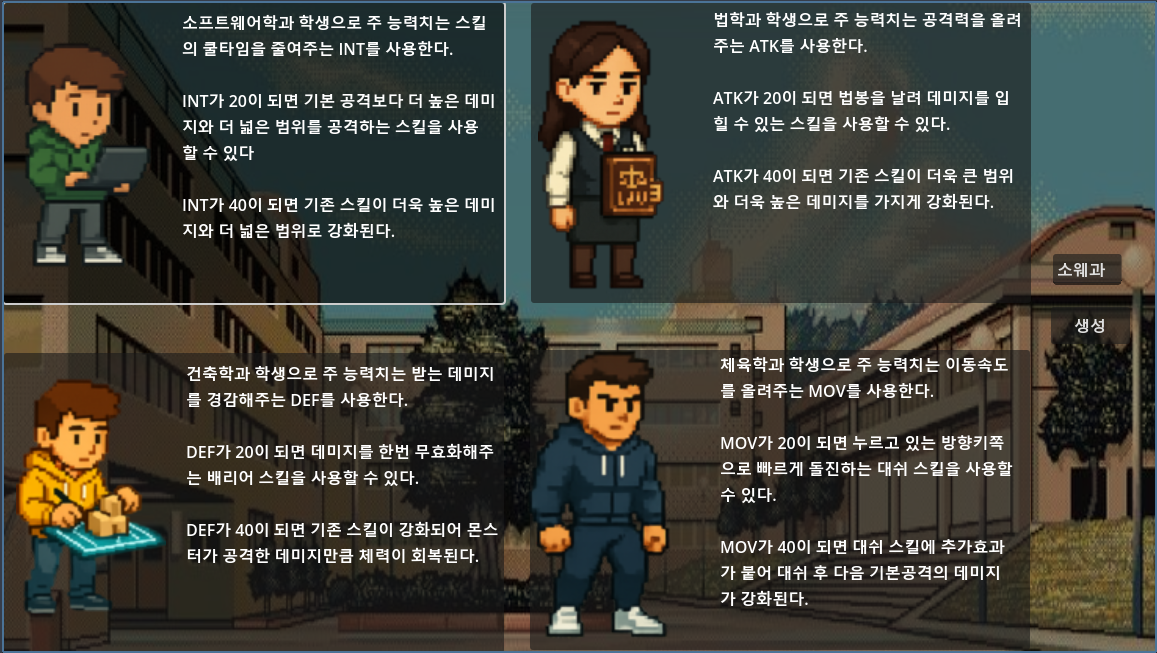 소프트웨어학과 학생으로 주 능력치는 스킬
의 쿨타임을 줄여주는 INT를 사용한다.
INT가 20이 되면 기본 공격보다 더 높은 데미
지와 더 넓은 범위를 공격하는 스킬을 사용
할 수 있다
INT가 40이 되면 기존 스킬이 더욱 높은 데미
지와 더 넓은 범위로 강화된다.
법학과 학생으로 주 능력치는 공격력을 올려
주는 ATK를 사용한다.
ATK가 20이 되면 법봉을 날려 데미지를 입
힐 수 있는 스킬을 사용할 수 있다.
ATK가 40이 되면 기존 스킬이 더욱 큰 범위
와 더욱 높은 데미지를 가지게 강화된다.
LAW
소웨과
생성
건축학과 학생으로 주 능력치는 받는 데미지
를 경감해주는 DEF를 사용한다.
DEF가 20이 되면 데미지를 한번 무효화해주
는 배리어 스킬을 사용할 수 있다.
DEF가 40이 되면 기존 스킬이 강화되어 몬스
터가 공격한 데미지만큼 체력이 회복된다.
체육학과 학생으로 주 능력치는 이동속도
를 올려주는 MOV를 사용한다.
MOV가 20이 되면 누르고 있는 방향키쪽
으로 빠르게 돌진하는 대쉬 스킬을 사용할
수 있다.
MOV가 40이 되면 대쉬 스킬에 추가효과
가 붙어 대쉬 후 다음 기본공격의 데미지
가 강화된다.